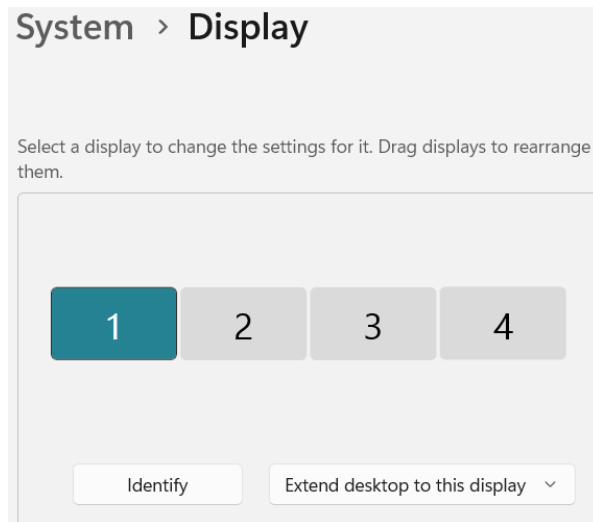 System > Display
Select a display to change the settings for it. Drag displays to rearrange
them.
1 2 3 4
Identify Extend desktop to this display